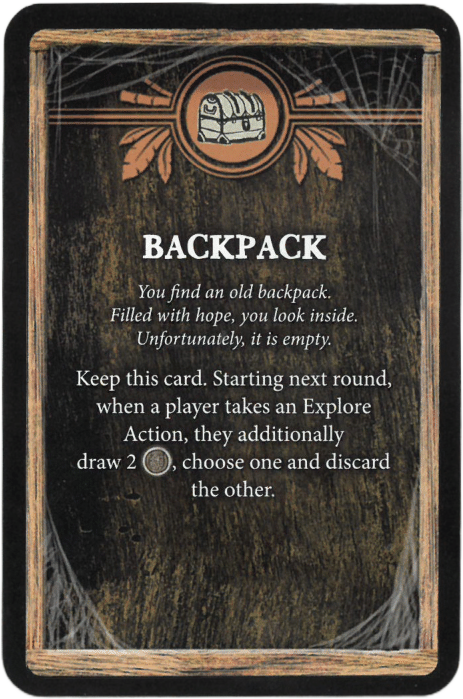 BACKPACK
You find an old backpack.
Filled with hope, you look inside.
Unfortunately, it is empty.
Keep this card. Starting next round,
when a player takes an Explore
Action, they additionally
draw 2 , choose one and discard
the other.